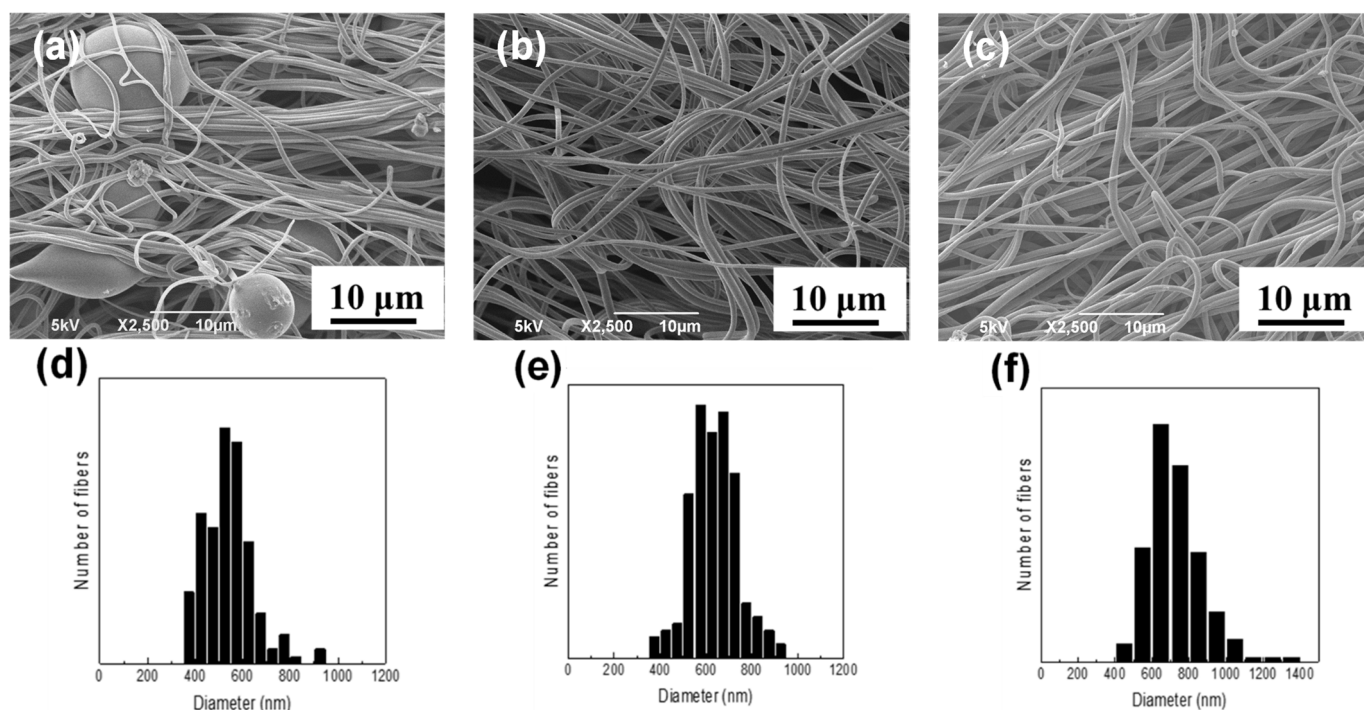 (a)
(b)
(c)
10 µm
5kV X2,500 10µm
10 µm
5kV X2,500 10µm
10 µm
5kV X2,500 10µm
(d)
(e)
(f)
Number of fibers
0 200 400 600 800 1000 1200
Diameter (nm)
Number of fibers
0 200 400 600 800 1000 1200
Diameter (nm)
Number of fibers
0 200 400 600 800 1000 1200 1400
Diameter (nm)